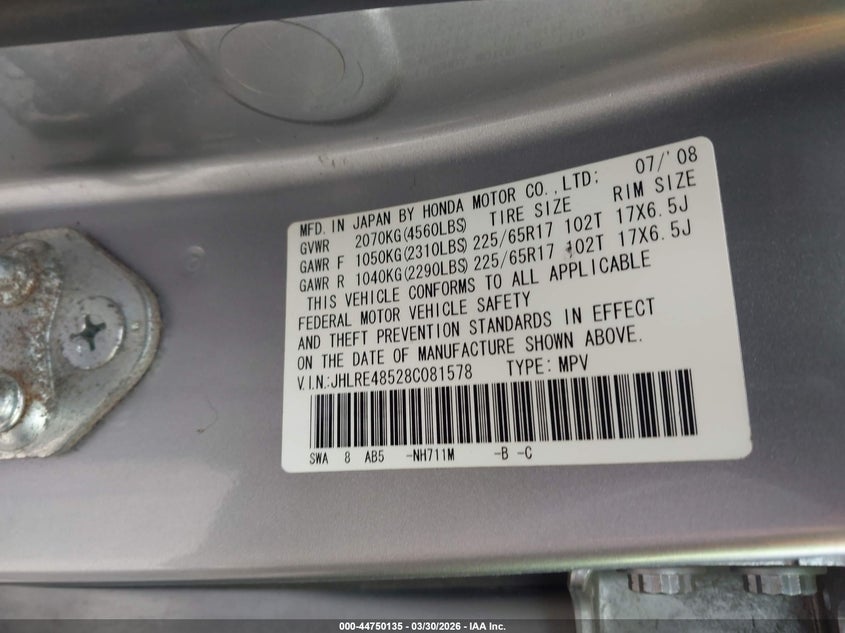 MFD. IN JAPAN BY HONDA MOTOR CO., LTD; 07/'08
GVWR 2070KG(4560LBS) TIRE SIZE RIM SIZE
GAWR F 1050KG(2310LBS) 225/65R17 102T 17X6.5J
GAWR R 1040KG(2290LBS) 225/65R17 102T 17X6.5J
THIS VEHICLE CONFORMS TO ALL APPLICABLE
FEDERAL MOTOR VEHICLE SAFETY
AND THEFT PREVENTION STANDARDS IN EFFECT
ON THE DATE OF MANUFACTURE SHOWN ABOVE.
V.I.N.:JHLRE48528C081578 TYPE: MPV
SWA 8 AB5 -NH711M -B -C
000-44750135 - 03/30/2026 - IAA Inc.